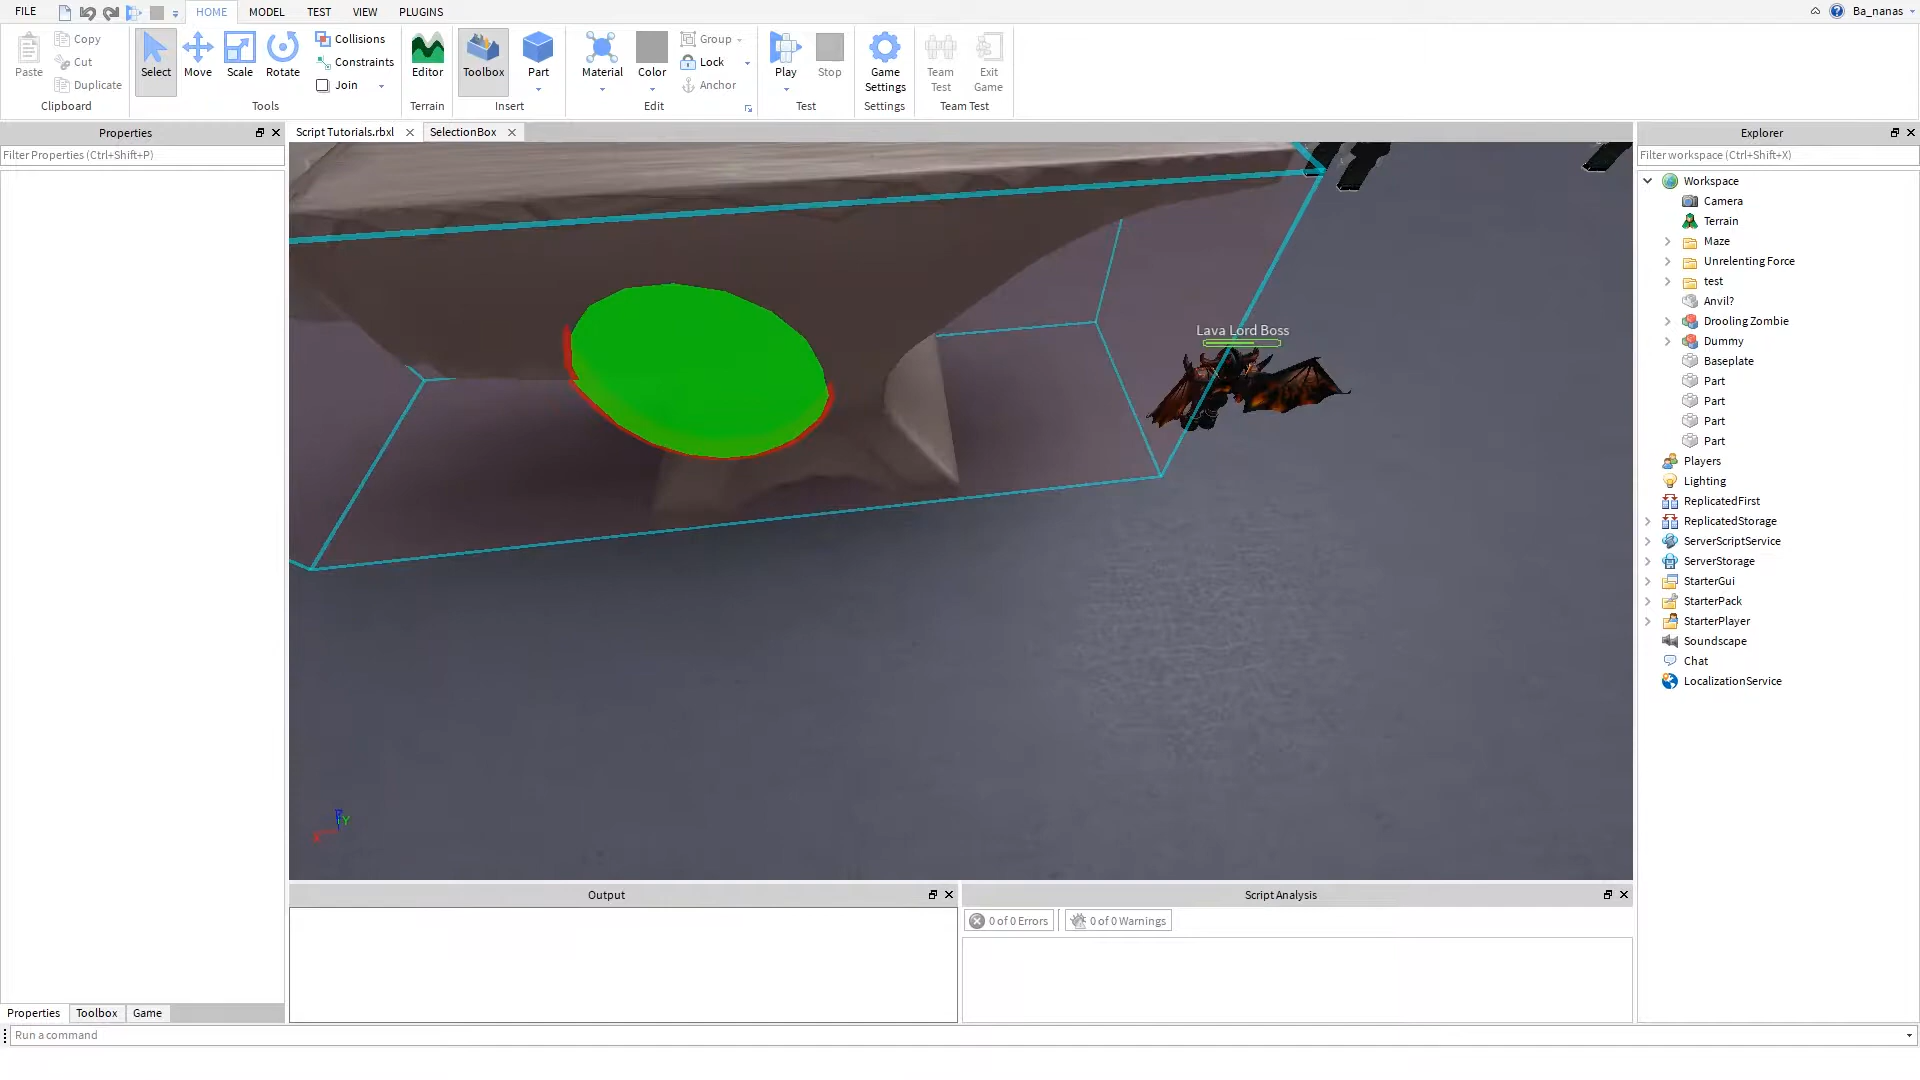 FILE HOME MODEL TEST VIEW PLUGINS Ba_nanas
Paste Copy Cut Duplicate
Select Move Scale Rotate Collisions Constraints Join
Editor Toolbox Part
Material Color Group Lock Anchor
Play Stop Game Settings Team Test Exit Game
Clipboard Tools Terrain Insert Edit Test Settings Team Test
Properties
Filter Properties (Ctrl+Shift+P)
Script Tutorials.rbxl SelectionBox
Lava Lord Boss
Y
X
Explorer
Filter workspace (Ctrl+Shift+X)
Workspace
Camera
Terrain
Maze
Unrelenting Force
test
Anvil?
Drooling Zombie
Dummy
Baseplate
Part
Part
Part
Part
Players
Lighting
ReplicatedFirst
ReplicatedStorage
ServerScriptService
ServerStorage
StarterGui
StarterPack
StarterPlayer
Soundscape
Chat
LocalizationService
Output
Script Analysis
0 of 0 Errors 0 of 0 Warnings
Properties Toolbox Game
Run a command